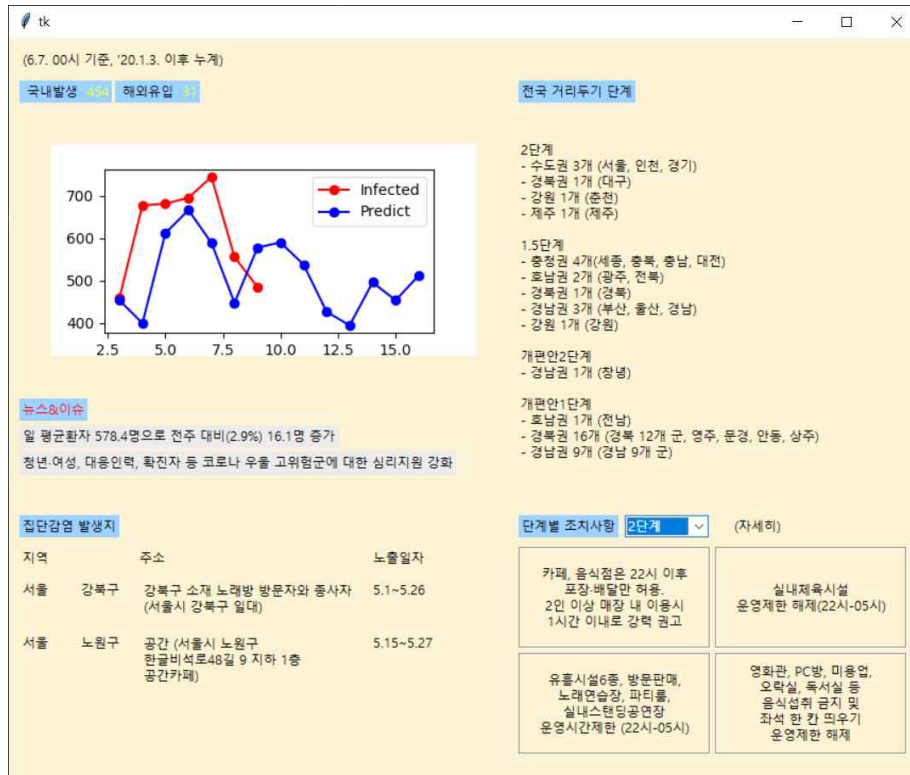 tk
(6.7. 00시 기준, '20.1.3. 이후 누계)
국내발생 454 해외유입 31
700
600
500
400
2.5 5.0 7.5 10.0 12.5 15.0
Infected
Predict
뉴스&이슈
일 평균환자 578.4명으로 전주 대비(2.9%) 16.1명 증가
청년·여성, 대응인력, 확진자 등 코로나 우울 고위험군에 대한 심리지원 강화
집단감염 발생지
지역 주소 노출일자
서울 강북구 강북구 소재 노래방 방문자와 종사자 5.1~5.26
(서울시 강북구 일대)
서울 노원구 공간 (서울시 노원구 5.15~5.27
한글비석로48길 9 지하 1층
공간카페)
전국 거리두기 단계
2단계
- 수도권 3개 (서울, 인천, 경기)
- 경북권 1개 (대구)
- 강원 1개 (춘천)
- 제주 1개 (제주)
1.5단계
- 충청권 4개(세종, 충북, 충남, 대전)
- 호남권 2개 (광주, 전북)
- 경북권 1개 (경북)
- 경남권 3개 (부산, 울산, 경남)
- 강원 1개 (강원)
개편안2단계
- 경남권 1개 (창녕)
개편안1단계
- 호남권 1개 (전남)
- 경북권 16개 (경북 12개 군, 영주, 문경, 안동, 상주)
- 경남권 9개 (경남 9개 군)
단계별 조치사항 2단계 (자세히)
카페, 음식점은 22시 이후
포장·배달만 허용.
2인 이상 매장 내 이용시
1시간 이내로 강력 권고
실내체육시설
운영제한 해제(22시-05시)
유흥시설6종, 방문판매,
노래연습장, 파티룸,
실내스탠딩공연장
운영시간제한 (22시-05시)
영화관, PC방, 미용업,
오락실, 독서실 등
음식섭취 금지 및
좌석 한 칸 띄우기
운영제한 해제